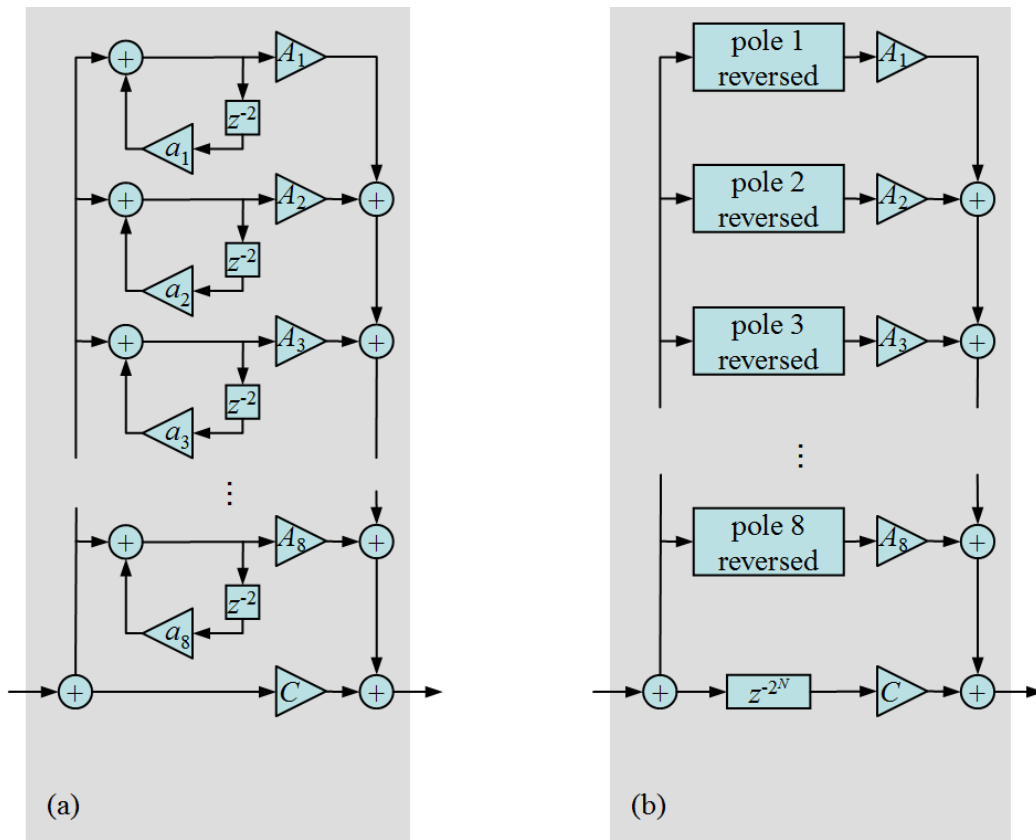 + A₁
z⁻²
a₁
+ A₂ +
z⁻²
a₂
+ A₃ +
z⁻²
a₃
⋮
+ A₈ +
z⁻²
a₈
+ C +
(a)
pole 1
reversed
A₁
pole 2
reversed
A₂ +
pole 3
reversed
A₃ +
⋮
pole 8
reversed
A₈ +
+ z^{-2^N} C +
(b)